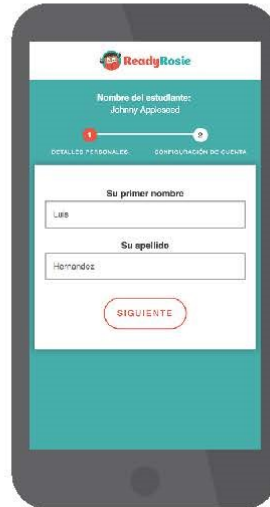 ReadyRosie
Nombre del estudiante:
Johnny Appleseed
1 2
DETALLES PERSONALES CONFIGURACIÓN DE CUENTA
Su primer nombre
Luis
Su apellido
Hernandez
SIGUIENTE